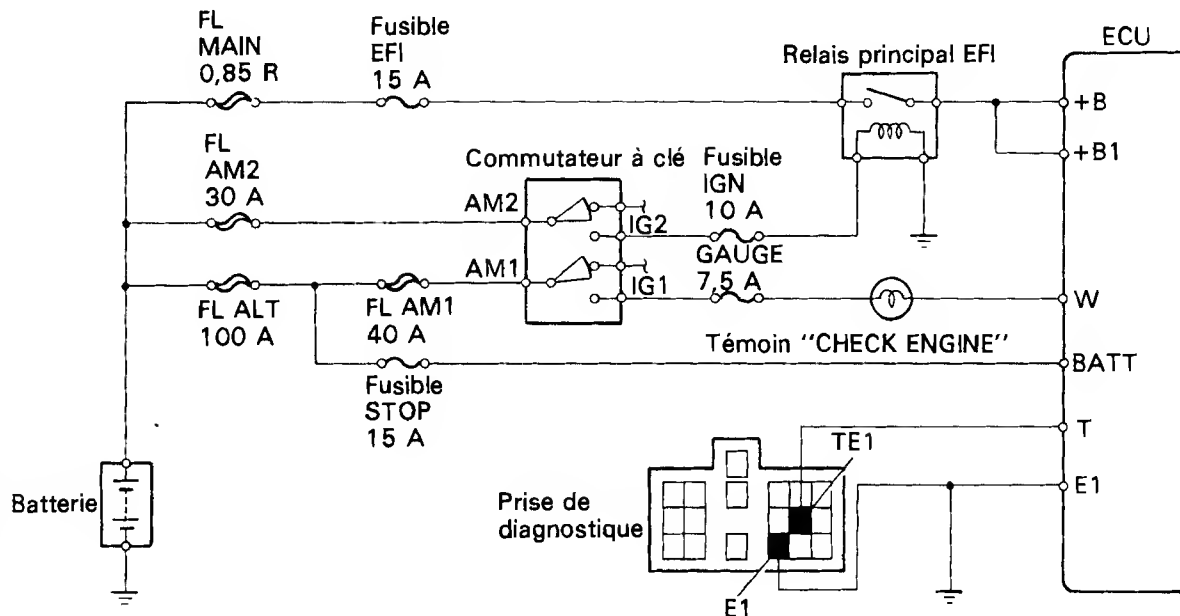 FL
MAIN
0,85 R
Fusible
EFI
15 A
Relais principal EFI
ECU
+B
+B1
FL
AM2
30 A
Commutateur à clé
AM2
IG2
Fusible
IGN
10 A
AM1
IG1
GAUGE
7,5 A
FL ALT
100 A
FL AM1
40 A
Témoin "CHECK ENGINE"
W
BATT
Fusible
STOP
15 A
T
TE1
E1
Batterie
Prise de
diagnostique
E1